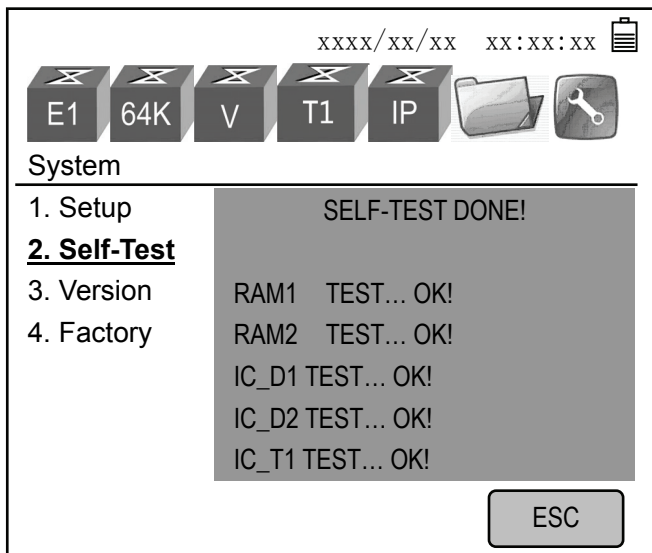 xxxx/xx/xx xx:xx:xx
E1 64K V T1 IP
System
1. Setup
2. Self-Test
3. Version
4. Factory
SELF-TEST DONE!
RAM1 TEST... OK!
RAM2 TEST... OK!
IC_D1 TEST... OK!
IC_D2 TEST... OK!
IC_T1 TEST... OK!
ESC